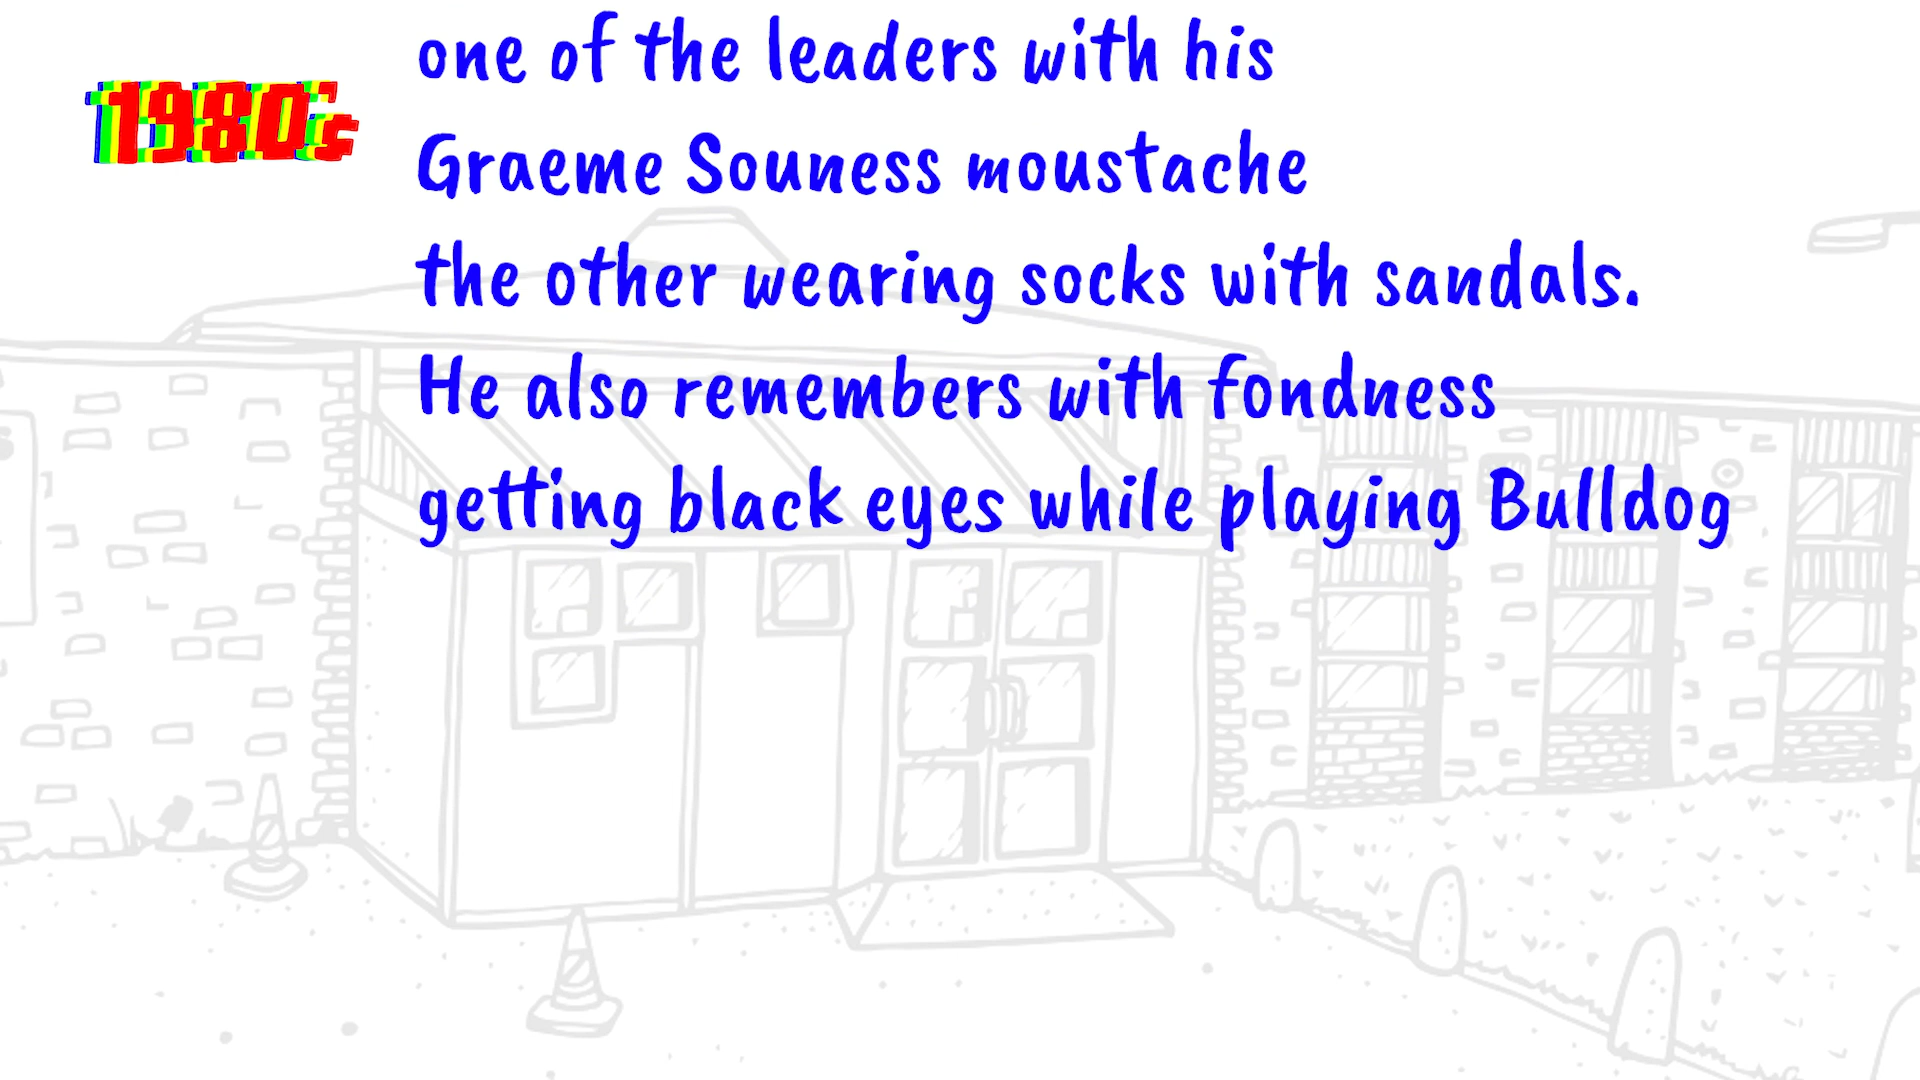 1980s
one of the leaders with his
Graeme Souness moustache
the other wearing socks with sandals.
He also remembers with fondness
getting black eyes while playing Bulldog